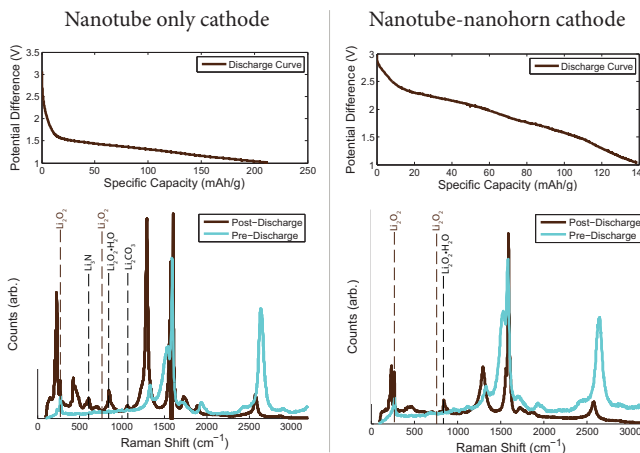 Nanotube only cathode
Potential Difference (V)
3.5
3
2.5
2
1.5
1
0 50 100 150 200 250
Specific Capacity (mAh/g)
Discharge Curve
Counts (arb.)
Li₂O₂
Li₃N
Li₂O₂
Li₂O₂•H₂O
Li₂CO₃
Post−Discharge
Pre−Discharge
0 500 1000 1500 2000 2500 3000
Raman Shift (cm⁻¹)
Nanotube-nanohorn cathode
Potential Difference (V)
3
2.5
2
1.5
1
0 20 40 60 80 100 120 140
Specific Capacity (mAh/g)
Discharge Curve
Counts (arb.)
Li₂O₂
Li₂O₂
Li₂O₂•H₂O
Post−Discharge
Pre−Discharge
0 500 1000 1500 2000 2500 3000
Raman Shift (cm⁻¹)